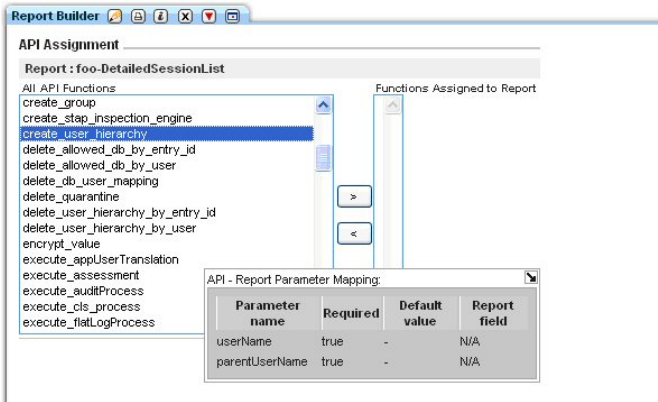 Report Builder
API Assignment
Report : foo-DetailedSessionList
All API Functions
Functions Assigned to Report
create_group
create_stap_inspection_engine
create_user_hierarchy
delete_allowed_db_by_entry_id
delete_allowed_db_by_user
delete_db_user_mapping
delete_quarantine
delete_user_hierarchy_by_entry_id
delete_user_hierarchy_by_user
encrypt_value
execute_appUserTranslation
execute_assessment
execute_auditProcess
execute_cls_process
execute_flatLogProcess
>
<
API - Report Parameter Mapping:
Parameter name Required Default value Report field
userName true - N/A
parentUserName true - N/A